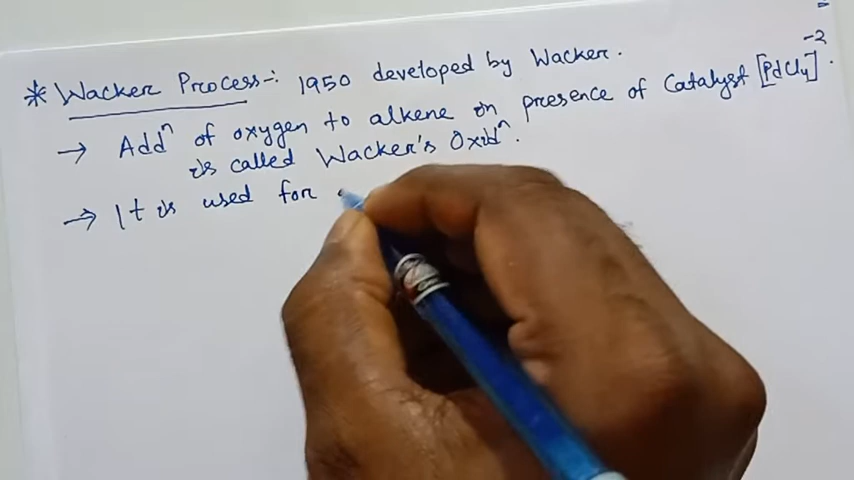 * Wacker Process-: 1950 developed by Wacker.
→ Addⁿ of oxygen to alkene in presence of Catalyst [PdCl₄]⁻².
is called Wacker's Oxidⁿ.
→ It is used for